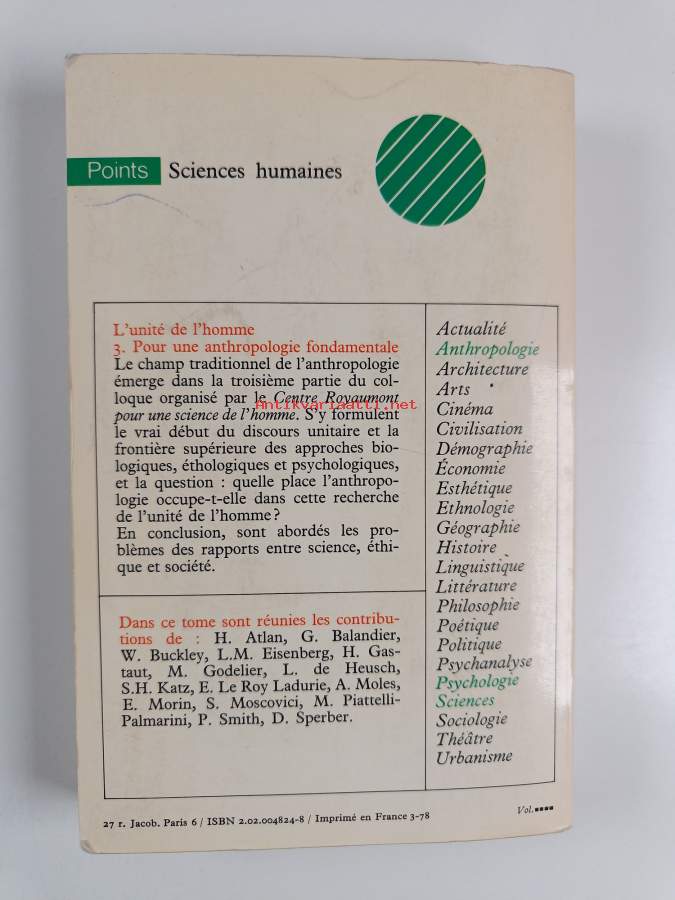 Points Sciences humaines
L'unité de l'homme
3. Pour une anthropologie fondamentale
Le champ traditionnel de l'anthropologie
émerge dans la troisième partie du col-
loque organisé par le Centre Royaumont
pour une science de l'homme. S'y formulent
le vrai début du discours unitaire et la
frontière supérieure des approches bio-
logiques, éthologiques et psychologiques,
et la question : quelle place l'anthropo-
logie occupe-t-elle dans cette recherche
de l'unité de l'homme ?
En conclusion, sont abordés les pro-
blèmes des rapports entre science, éthi-
que et société.
Dans ce tome sont réunies les contribu-
tions de : H. Atlan, G. Balandier,
W. Buckley, L.M. Eisenberg, H. Gas-
taut, M. Godelier, L. de Heusch,
S.H. Katz, E. Le Roy Ladurie, A. Moles,
E. Morin, S. Moscovici, M. Piattelli-
Palmarini, P. Smith, D. Sperber.
Actualité
Anthropologie
Architecture
Arts
Cinéma
Civilisation
Démographie
Économie
Esthétique
Ethnologie
Géographie
Histoire
Linguistique
Littérature
Philosophie
Poétique
Politique
Psychanalyse
Psychologie
Sciences
Sociologie
Théâtre
Urbanisme
27 r. Jacob. Paris 6 / ISBN 2.02.004824-8 / Imprimé en France 3-78
Vol.▪▪▪▪
antikvariaatti.net